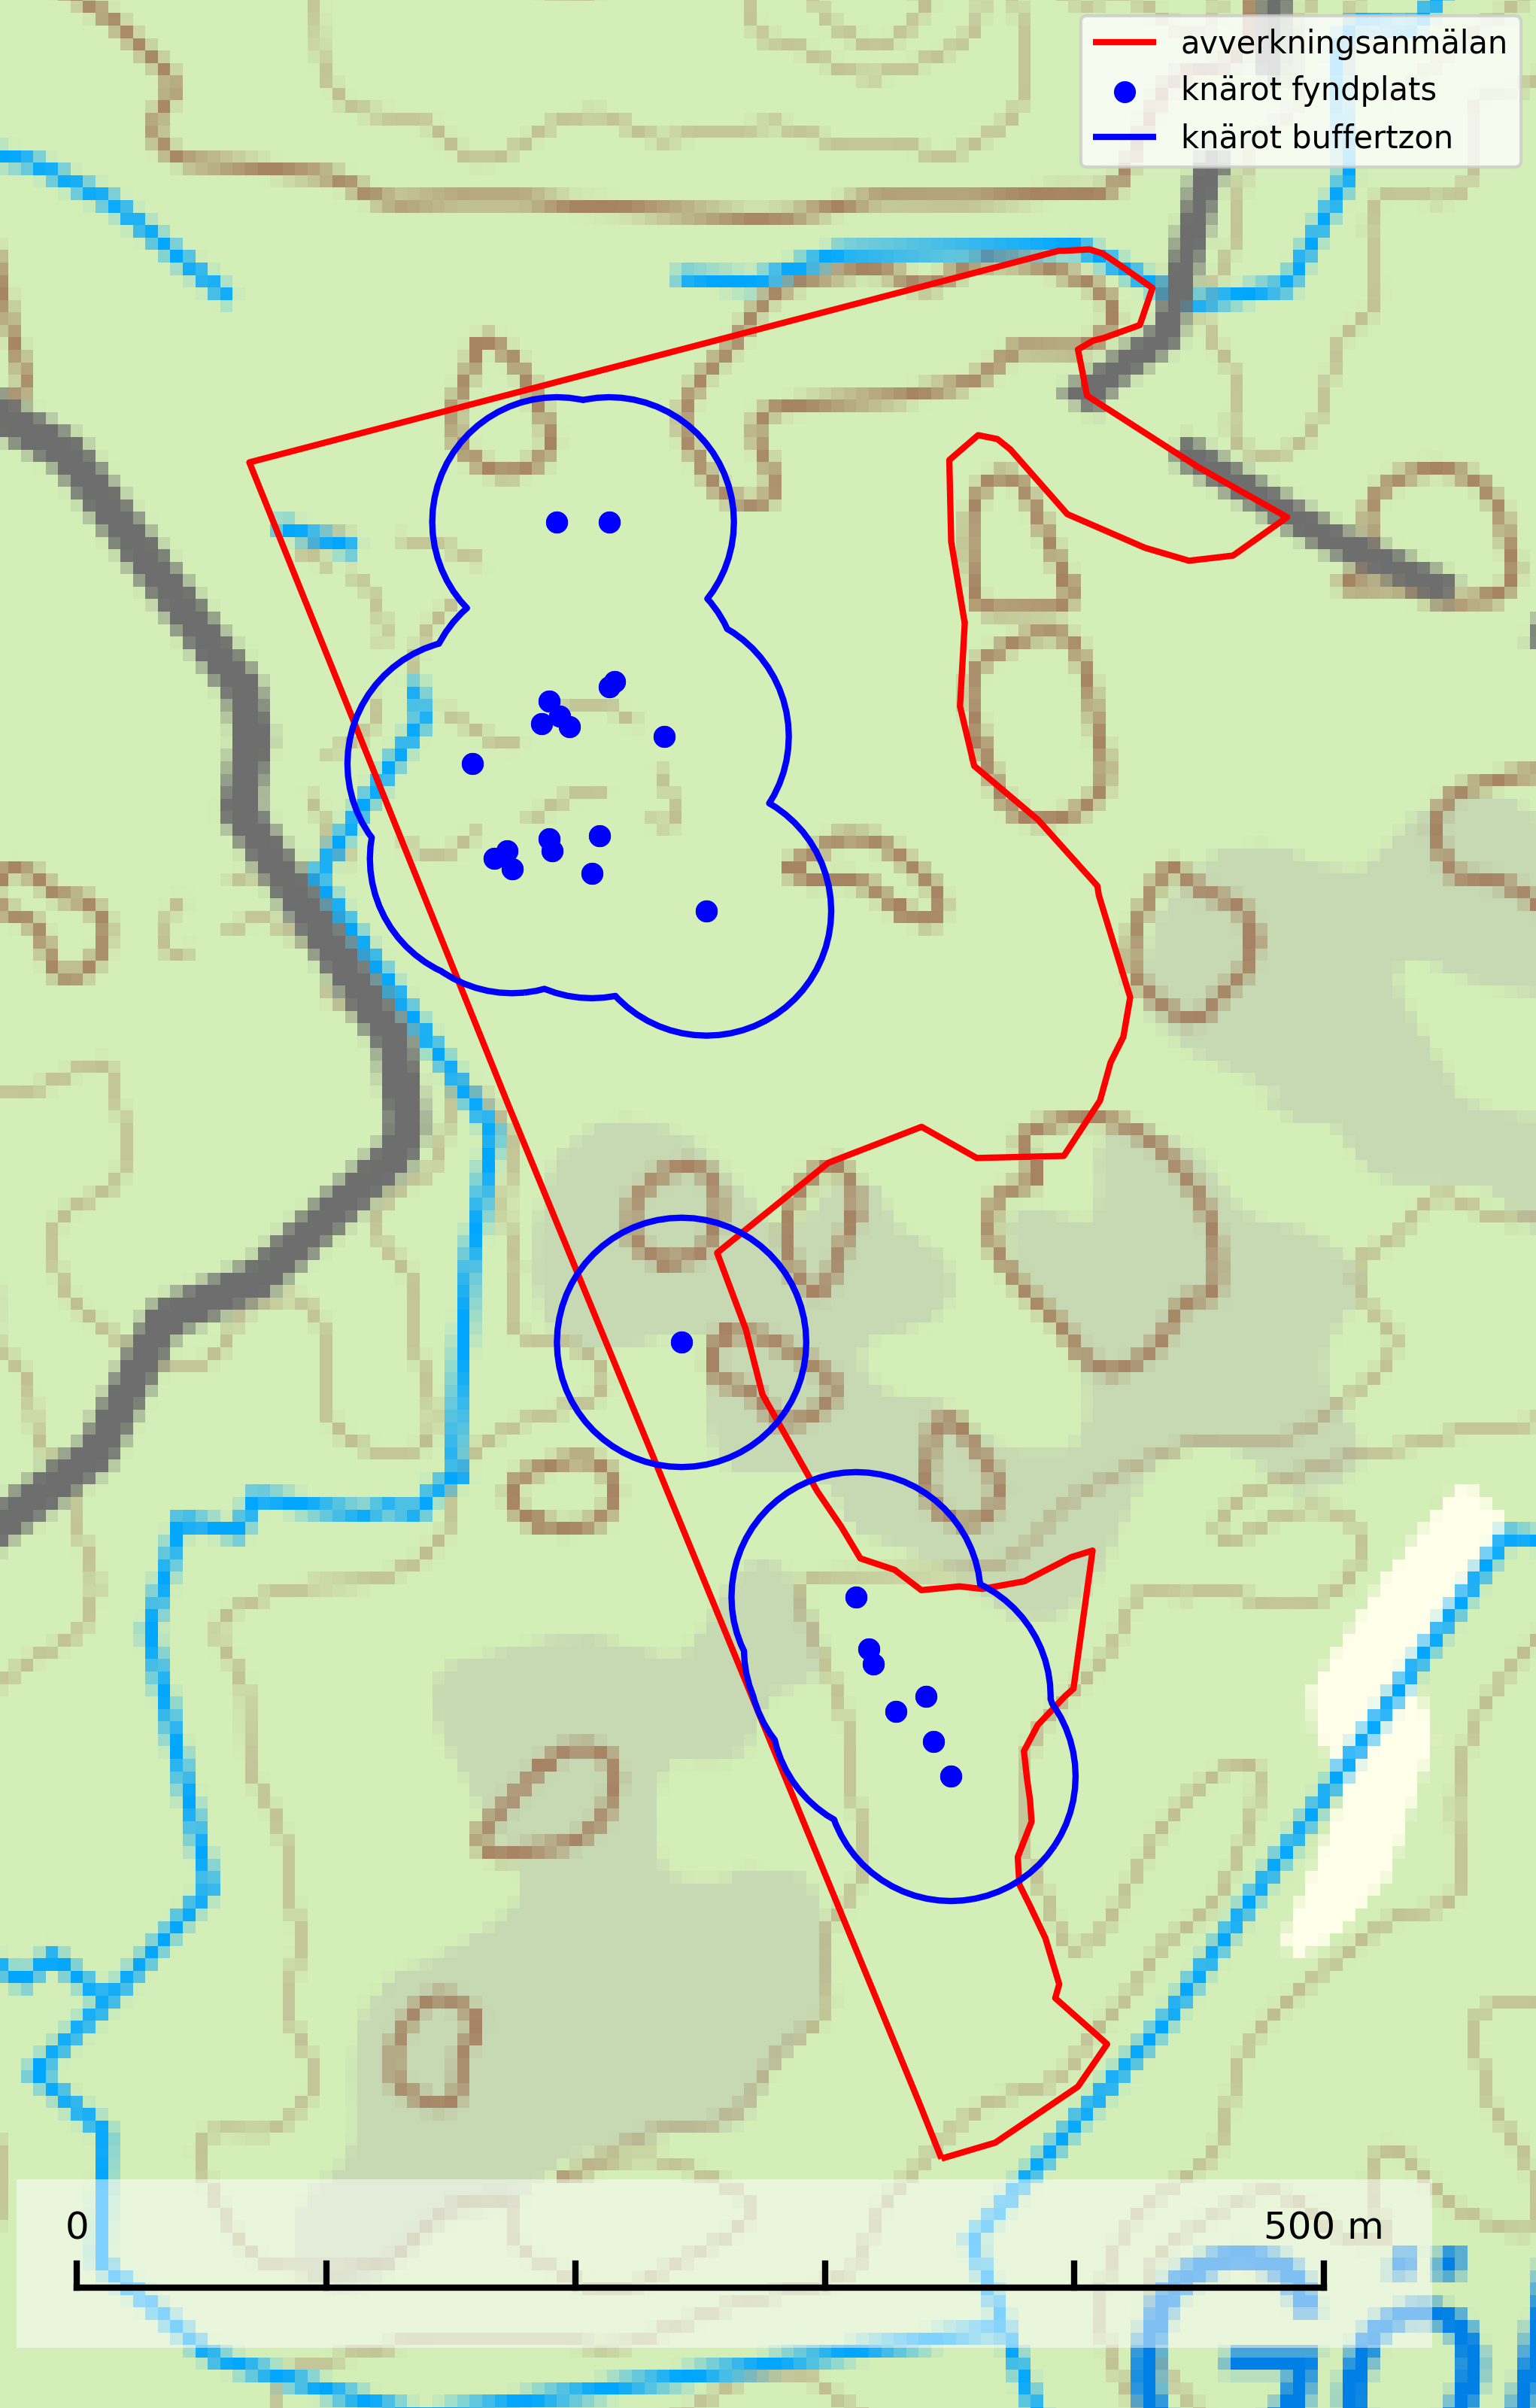 avverkningsanmälan
knärot fyndplats
knärot buffertzon
0 500 m